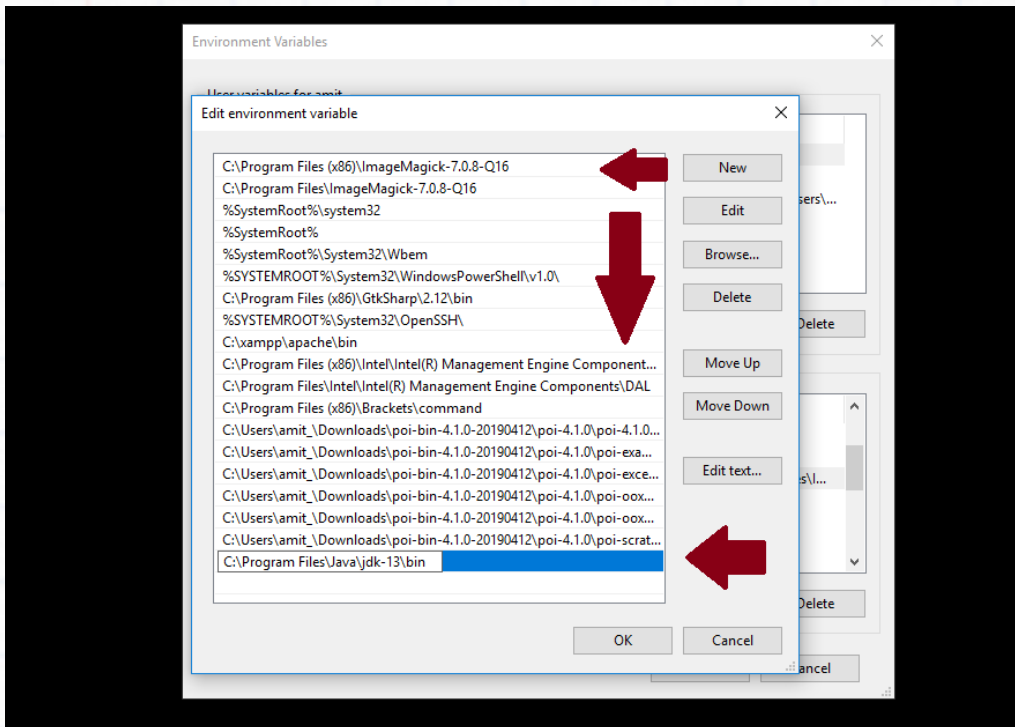 Environment Variables
User variables for amit
Edit environment variable
C:\Program Files (x86)\ImageMagick-7.0.8-Q16
C:\Program Files\ImageMagick-7.0.8-Q16
%SystemRoot%\system32
%SystemRoot%
%SystemRoot%\System32\Wbem
%SYSTEMROOT%\System32\WindowsPowerShell\v1.0\
C:\Program Files (x86)\GtkSharp\2.12\bin
%SYSTEMROOT%\System32\OpenSSH\
C:\xampp\apache\bin
C:\Program Files (x86)\Intel\Intel(R) Management Engine Component...
C:\Program Files\Intel\Intel(R) Management Engine Components\DAL
C:\Program Files (x86)\Brackets\command
C:\Users\amit_\Downloads\poi-bin-4.1.0-20190412\poi-4.1.0\poi-4.1.0...
C:\Users\amit_\Downloads\poi-bin-4.1.0-20190412\poi-4.1.0\poi-exa...
C:\Users\amit_\Downloads\poi-bin-4.1.0-20190412\poi-4.1.0\poi-exce...
C:\Users\amit_\Downloads\poi-bin-4.1.0-20190412\poi-4.1.0\poi-oox...
C:\Users\amit_\Downloads\poi-bin-4.1.0-20190412\poi-4.1.0\poi-oox...
C:\Users\amit_\Downloads\poi-bin-4.1.0-20190412\poi-4.1.0\poi-scrat...
C:\Program Files\Java\jdk-13\bin
New
Edit
Browse...
Delete
Move Up
Move Down
Edit text...
OK
Cancel
sers\...
Delete
s\I...
Delete
ancel